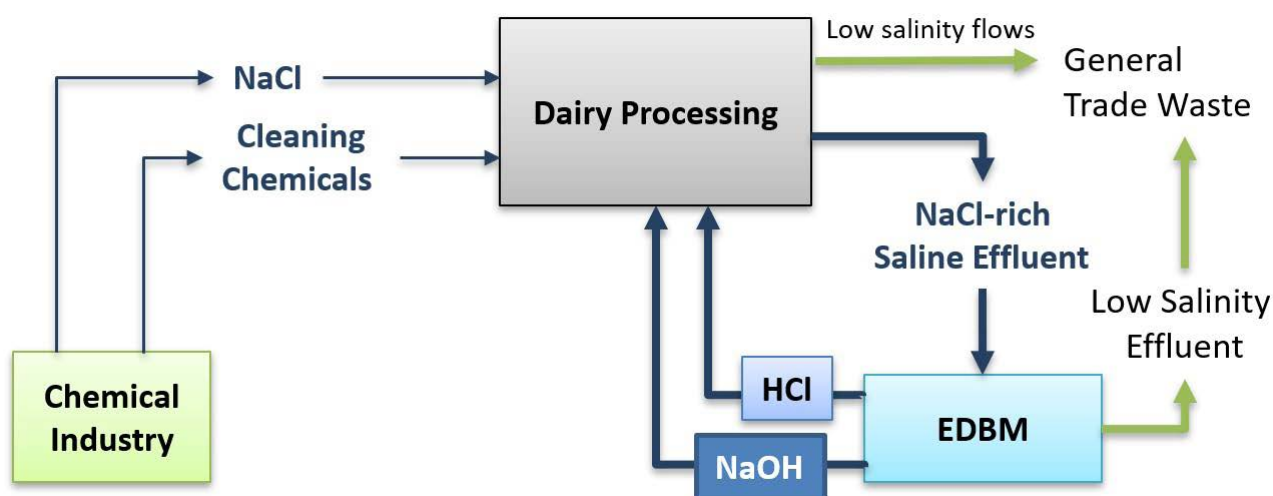 Low salinity flows
NaCl
Dairy Processing
General
Trade Waste
Cleaning
Chemicals
NaCl-rich
Saline Effluent
Low Salinity
Effluent
Chemical
Industry
HCl
EDBM
NaOH